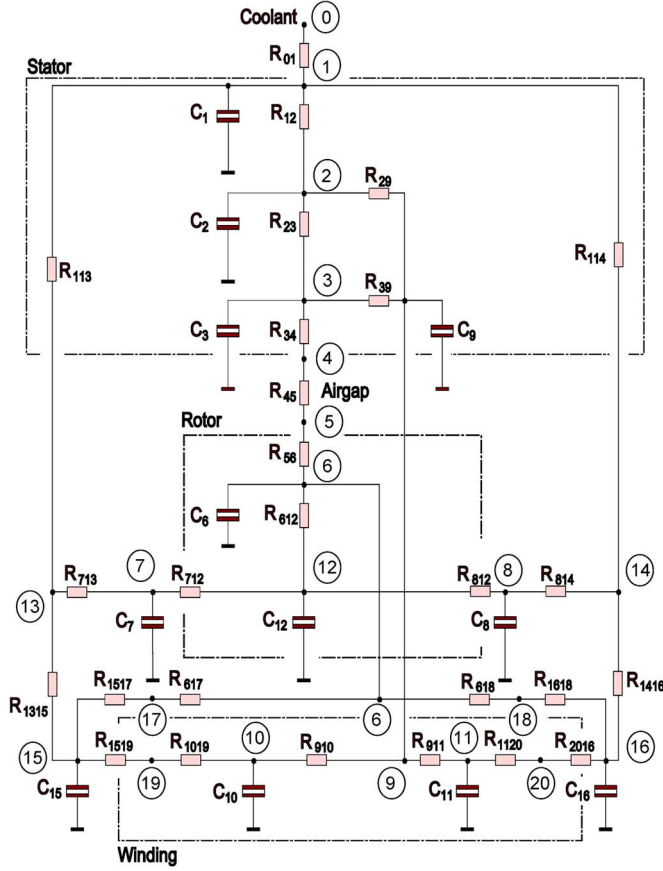 Coolant 0
R01 1
Stator
C1 R12
2 R29
C2 R23
R113 3 R39 R114
C3 R34 C9
4
R45 Airgap
Rotor 5
R56 6
C6 R612
R713 7 R712 12 R812 8 R814 14
13 C7 C12 C8
R1315 R1517 R617 R618 R1618 R1416
17 6 18
15 R1519 R1019 10 R910 R911 11 R1120 R2016 16
C15 19 C10 9 C11 20 C16
Winding